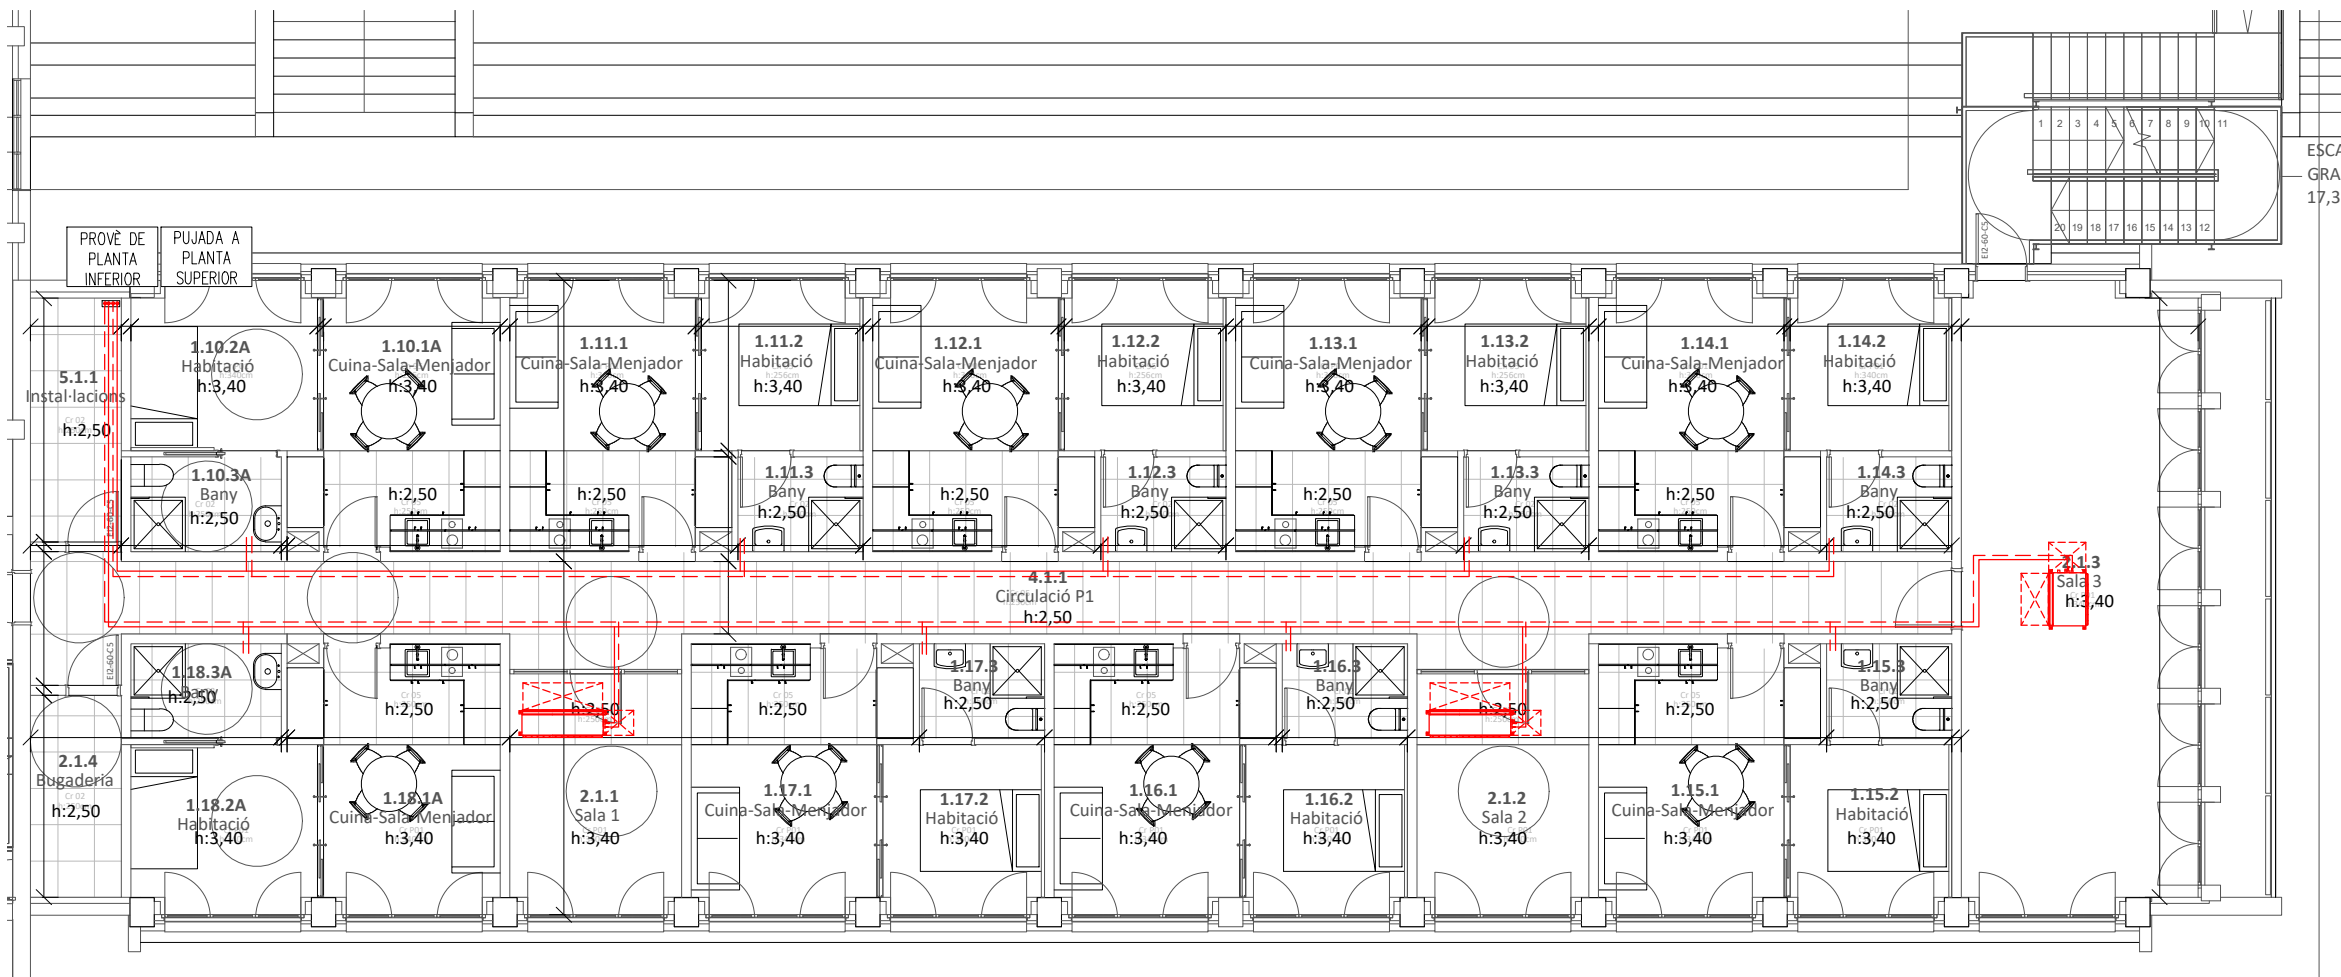 1 2 3 4 5 6 7 8 9 10 11
20 19 18 17 16 15 14 13 12
ESCA
GRA
17,3
EI2-60-C5
PROVÈ DE
PLANTA
INFERIOR
PUJADA A
PLANTA
SUPERIOR
5.1.1
Instal·lacions
h:2,50
1.10.2A
Habitació
h:3,40
1.10.1A
Cuina-Sala-Menjador
h:3,40
1.11.1
Cuina-Sala-Menjador
h:3,40
1.11.2
Habitació
h:3,40
1.12.1
Cuina-Sala-Menjador
h:3,40
1.12.2
Habitació
h:3,40
1.13.1
Cuina-Sala-Menjador
h:3,40
1.13.2
Habitació
h:3,40
1.14.1
Cuina-Sala-Menjador
h:3,40
1.14.2
Habitació
h:3,40
1.10.3A
Bany
h:2,50
h:2,50
h:2,50
1.11.3
Bany
h:2,50
h:2,50
1.12.3
Bany
h:2,50
h:2,50
1.13.3
Bany
h:2,50
h:2,50
1.14.3
Bany
h:2,50
4.1.1
Circulació P1
h:2,50
2.1.3
Sala 3
h:3,40
EI2-60-C5
1.18.3A
Bany
h:2,50
h:2,50
h:2,50
h:2,50
1.17.3
Bany
h:2,50
h:2,50
1.16.3
Bany
h:2,50
h:2,50
h:2,50
1.15.3
Bany
h:2,50
2.1.4
Bugaderia
h:2,50
1.18.2A
Habitació
h:3,40
1.18.1A
Cuina-Sala-Menjador
h:3,40
2.1.1
Sala 1
h:3,40
1.17.1
Cuina-Sala-Menjador
h:3,40
1.17.2
Habitació
h:3,40
1.16.1
Cuina-Sala-Menjador
h:3,40
1.16.2
Habitació
h:3,40
2.1.2
Sala 2
h:3,40
1.15.1
Cuina-Sala-Menjador
h:3,40
1.15.2
Habitació
h:3,40